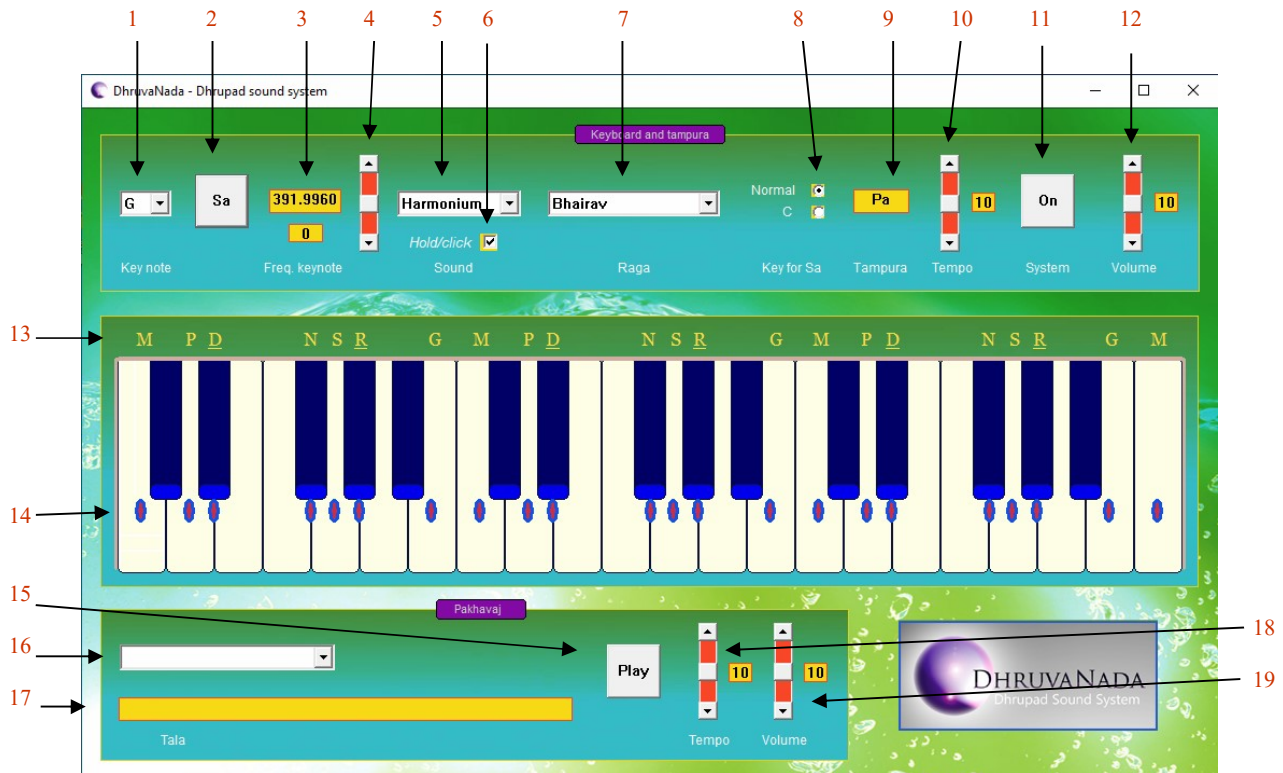 1 2 3 4 5 6 7 8 9 10 11 12
DhruvaNada - Dhrupad sound system
Keyboard and tampura
G Sa 391.9960 Harmonium Bhairav Normal Pa 10 On 10
0 Hold/click C
Key note Freq. keynote Sound Raga Key for Sa Tampura Tempo System Volume
13 M P D N S R G M P D N S R G M P D N S R G M
14
15
Pakhavaj
16 Play 10 10 18
17 19
Tala Tempo Volume
DHRUVANADA
Dhrupad Sound System